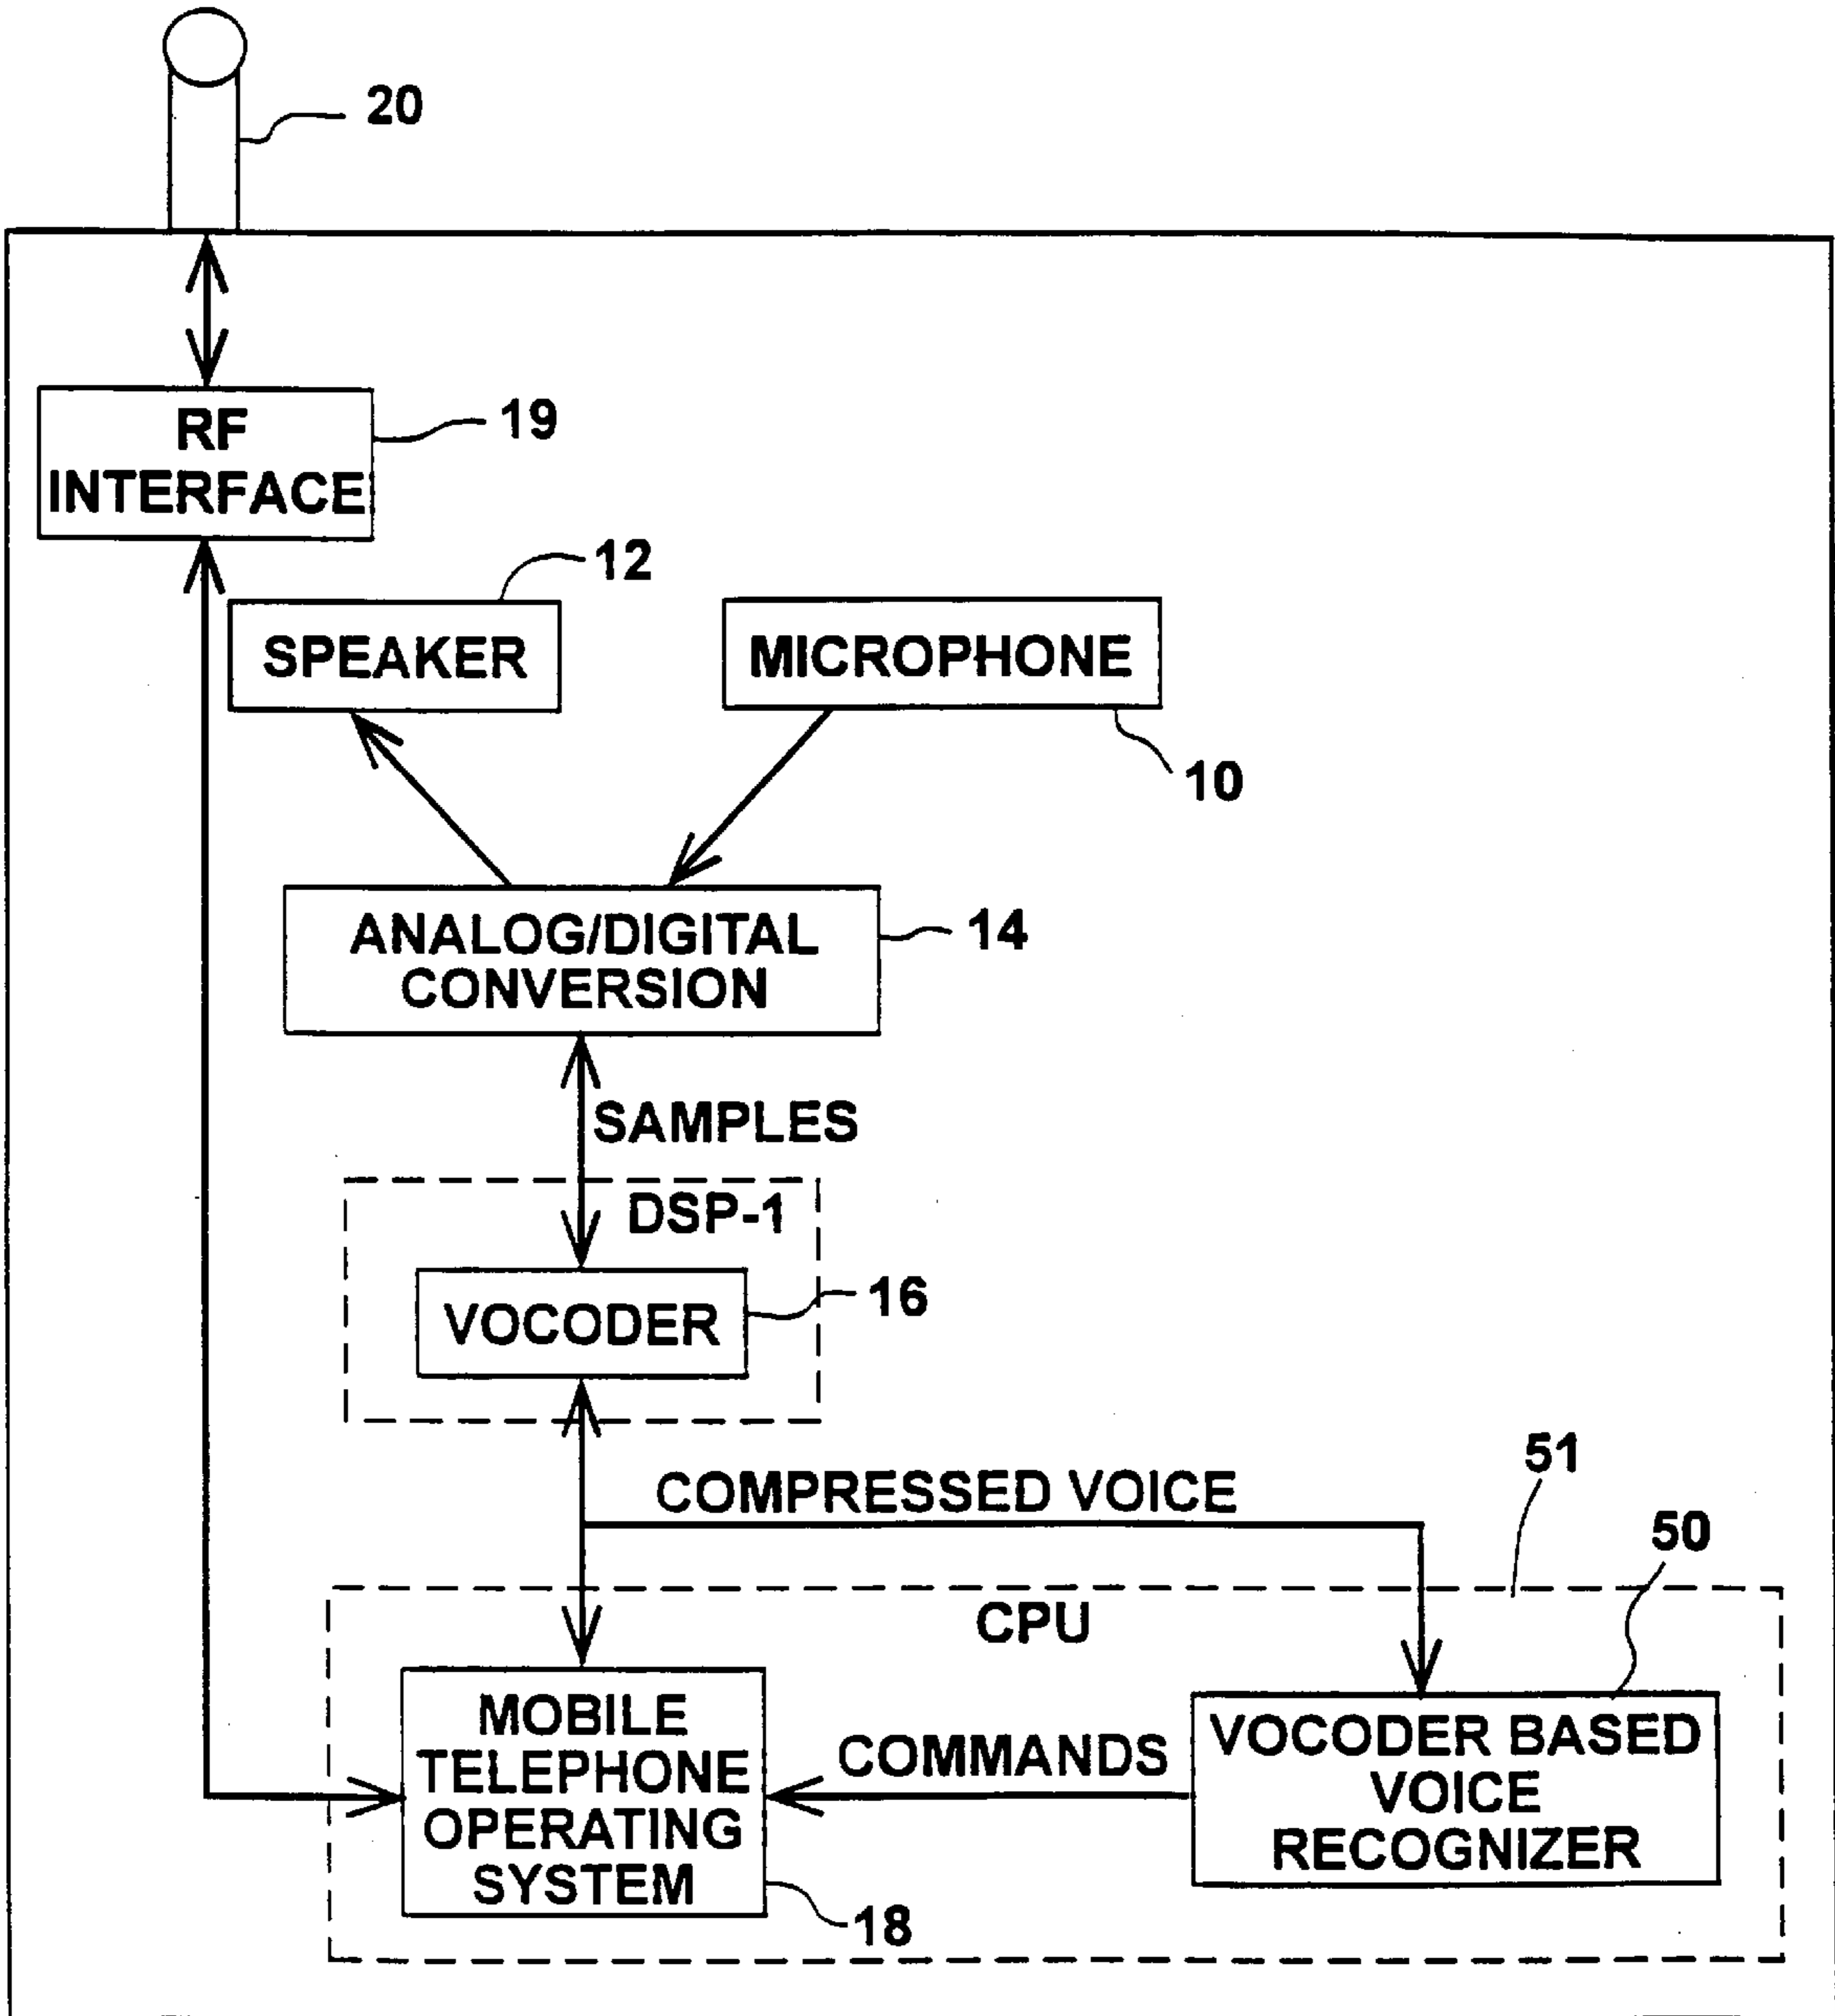 20
RF
INTERFACE
19
12
SPEAKER
MICROPHONE
10
ANALOG/DIGITAL
CONVERSION
14
SAMPLES
DSP-1
VOCODER
16
COMPRESSED VOICE
51
50
CPU
MOBILE
TELEPHONE
OPERATING
SYSTEM
COMMANDS
VOCODER BASED
VOICE
RECOGNIZER
18